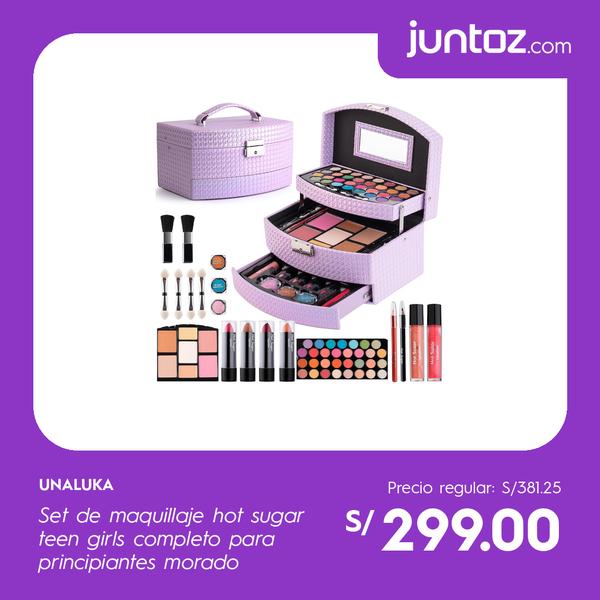 juntoz.com
UNALUKA
Set de maquillaje hot sugar
teen girls completo para
principiantes morado
Precio regular: S/381.25
S/299.00